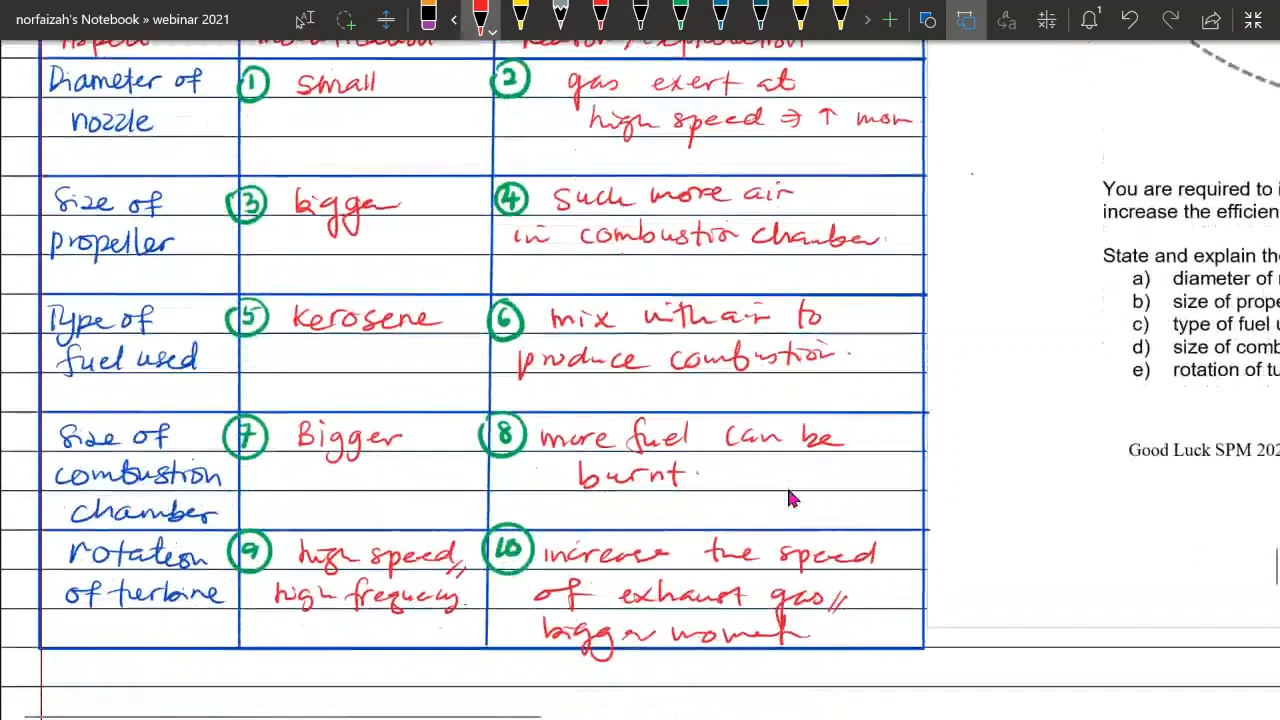 norfaizah's Notebook » webinar 2021
Diameter of nozzle
① small
② gas exert at
high speed ⇒ ↑ mom
Size of propeller
③ bigger
④ Such more air
in combustion chamber.
Type of fuel used
⑤ kerosene
⑥ mix with air to
produce combustion.
Size of combustion chamber
⑦ Bigger
⑧ more fuel can be
burnt.
rotation of turbine
⑨ high speed //
high frequency.
⑩ increase the speed
of exhaust gas //
bigger moment
You are required to i
increase the efficien
State and explain the
a) diameter of
b) size of prope
c) type of fuel u
d) size of comb
e) rotation of tu
Good Luck SPM 202